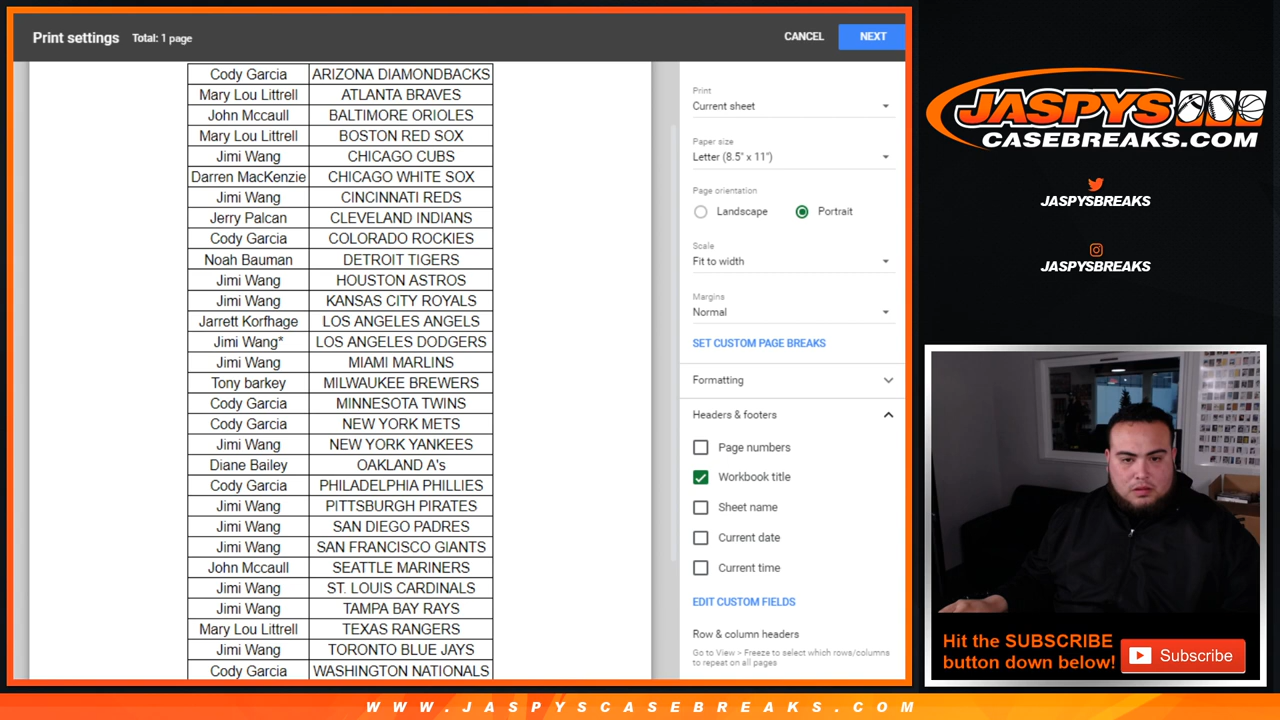 Print settings Total: 1 page
CANCEL NEXT
Cody Garcia ARIZONA DIAMONDBACKS
Mary Lou Littrell ATLANTA BRAVES
John Mccaull BALTIMORE ORIOLES
Mary Lou Littrell BOSTON RED SOX
Jimi Wang CHICAGO CUBS
Darren MacKenzie CHICAGO WHITE SOX
Jimi Wang CINCINNATI REDS
Jerry Palcan CLEVELAND INDIANS
Cody Garcia COLORADO ROCKIES
Noah Bauman DETROIT TIGERS
Jimi Wang HOUSTON ASTROS
Jimi Wang KANSAS CITY ROYALS
Jarrett Korfhage LOS ANGELES ANGELS
Jimi Wang* LOS ANGELES DODGERS
Jimi Wang MIAMI MARLINS
Tony barkey MILWAUKEE BREWERS
Cody Garcia MINNESOTA TWINS
Cody Garcia NEW YORK METS
Jimi Wang NEW YORK YANKEES
Diane Bailey OAKLAND A's
Cody Garcia PHILADELPHIA PHILLIES
Jimi Wang PITTSBURGH PIRATES
Jimi Wang SAN DIEGO PADRES
Jimi Wang SAN FRANCISCO GIANTS
John Mccaull SEATTLE MARINERS
Jimi Wang ST. LOUIS CARDINALS
Jimi Wang TAMPA BAY RAYS
Mary Lou Littrell TEXAS RANGERS
Jimi Wang TORONTO BLUE JAYS
Cody Garcia WASHINGTON NATIONALS
Print
Current sheet
Paper size
Letter (8.5" x 11")
Page orientation
Landscape Portrait
Scale
Fit to width
Margins
Normal
SET CUSTOM PAGE BREAKS
Formatting
Headers & footers
Page numbers
Workbook title
Sheet name
Current date
Current time
EDIT CUSTOM FIELDS
Row & column headers
Go to View > Freeze to select which rows/columns
to repeat on all pages
JASPYS
CASEBREAKS.COM
JASPYSBREAKS
JASPYSBREAKS
Hit the SUBSCRIBE
button down below!
Subscribe
WWW.JASPYSCASEBREAKS.COM